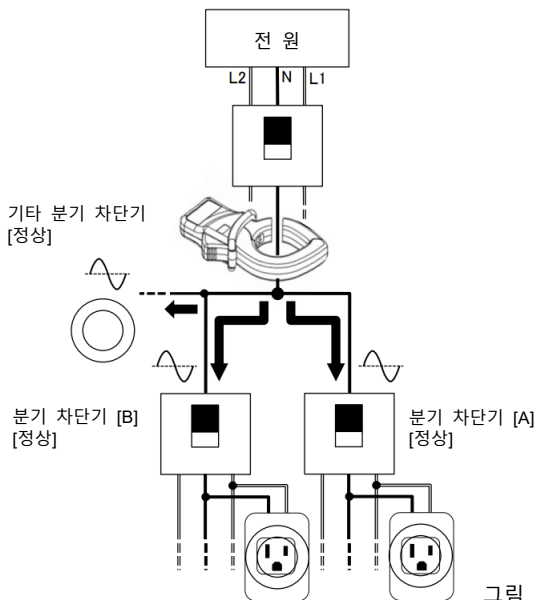 전 원
L2 N L1
기타 분기 차단기
[정상]
분기 차단기 [B]
[정상]
분기 차단기 [A]
[정상]
그림